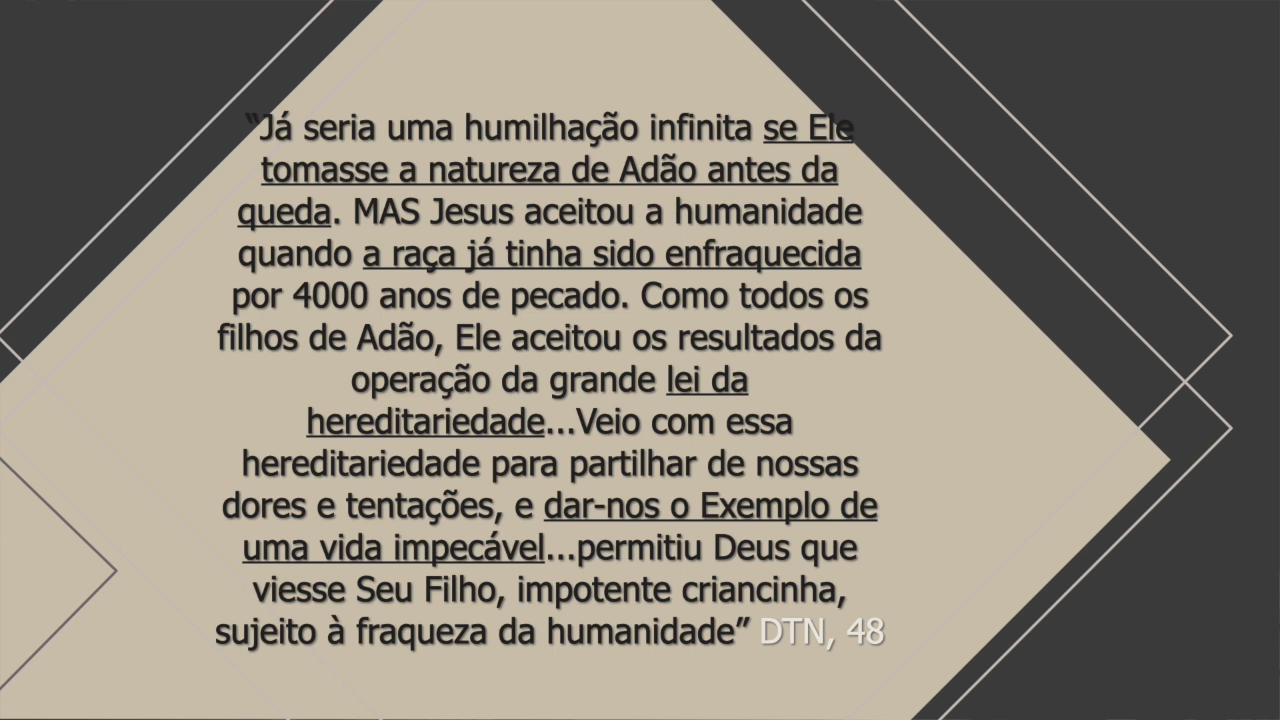 “Já seria uma humilhação infinita se Ele
tomasse a natureza de Adão antes da
queda. MAS Jesus aceitou a humanidade
quando a raça já tinha sido enfraquecida
por 4000 anos de pecado. Como todos os
filhos de Adão, Ele aceitou os resultados da
operação da grande lei da
hereditariedade...Veio com essa
hereditariedade para partilhar de nossas
dores e tentações, e dar-nos o Exemplo de
uma vida impecável...permitiu Deus que
viesse Seu Filho, impotente criancinha,
sujeito à fraqueza da humanidade” DTN, 48